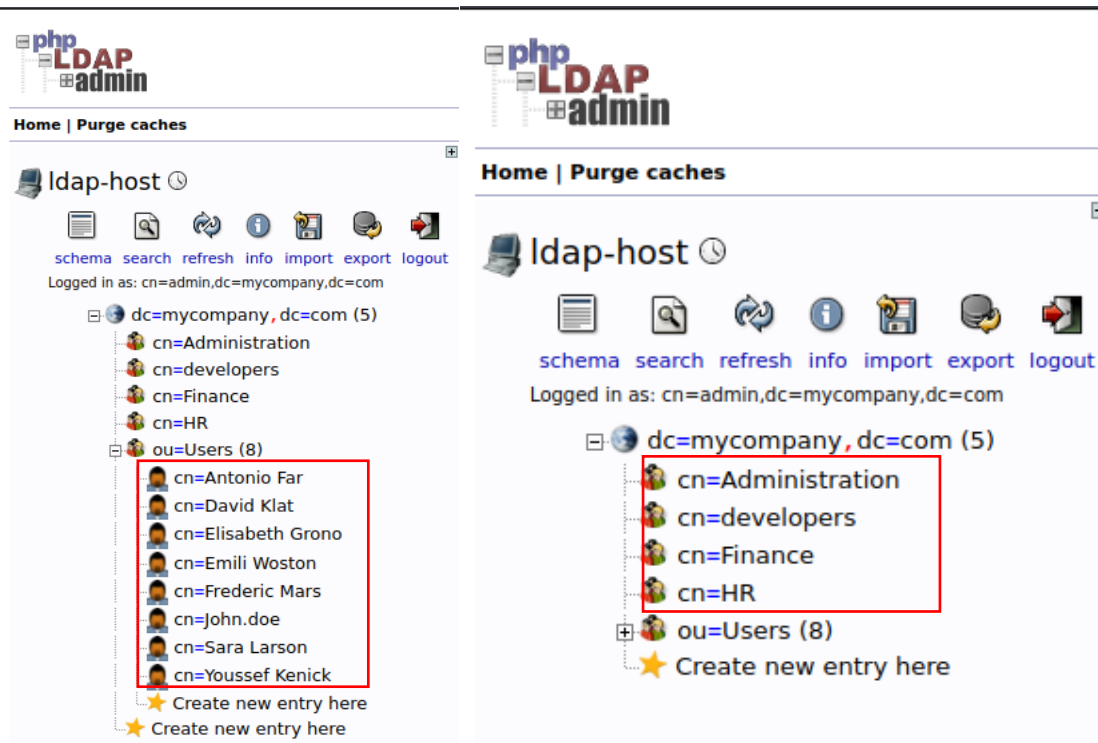 php
LDAP
admin
Home | Purge caches
ldap-host
schema search refresh info import export logout
Logged in as: cn=admin,dc=mycompany,dc=com
dc=mycompany,dc=com (5)
cn=Administration
cn=developers
cn=Finance
cn=HR
ou=Users (8)
cn=Antonio Far
cn=David Klat
cn=Elisabeth Grono
cn=Emili Woston
cn=Frederic Mars
cn=John.doe
cn=Sara Larson
cn=Youssef Kenick
Create new entry here
Create new entry here
php
LDAP
admin
Home | Purge caches
ldap-host
schema search refresh info import export logout
Logged in as: cn=admin,dc=mycompany,dc=com
dc=mycompany,dc=com (5)
cn=Administration
cn=developers
cn=Finance
cn=HR
ou=Users (8)
Create new entry here